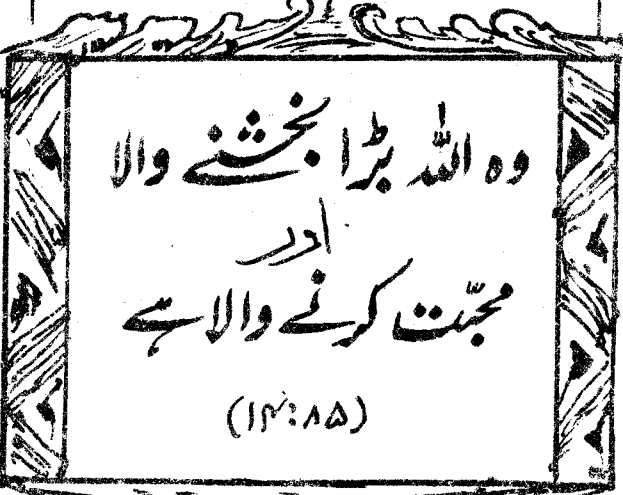 وہ اللہ بڑا بخشنے والا
اور
محبّت کرنے والا ہے
(۸۵:۱۴)